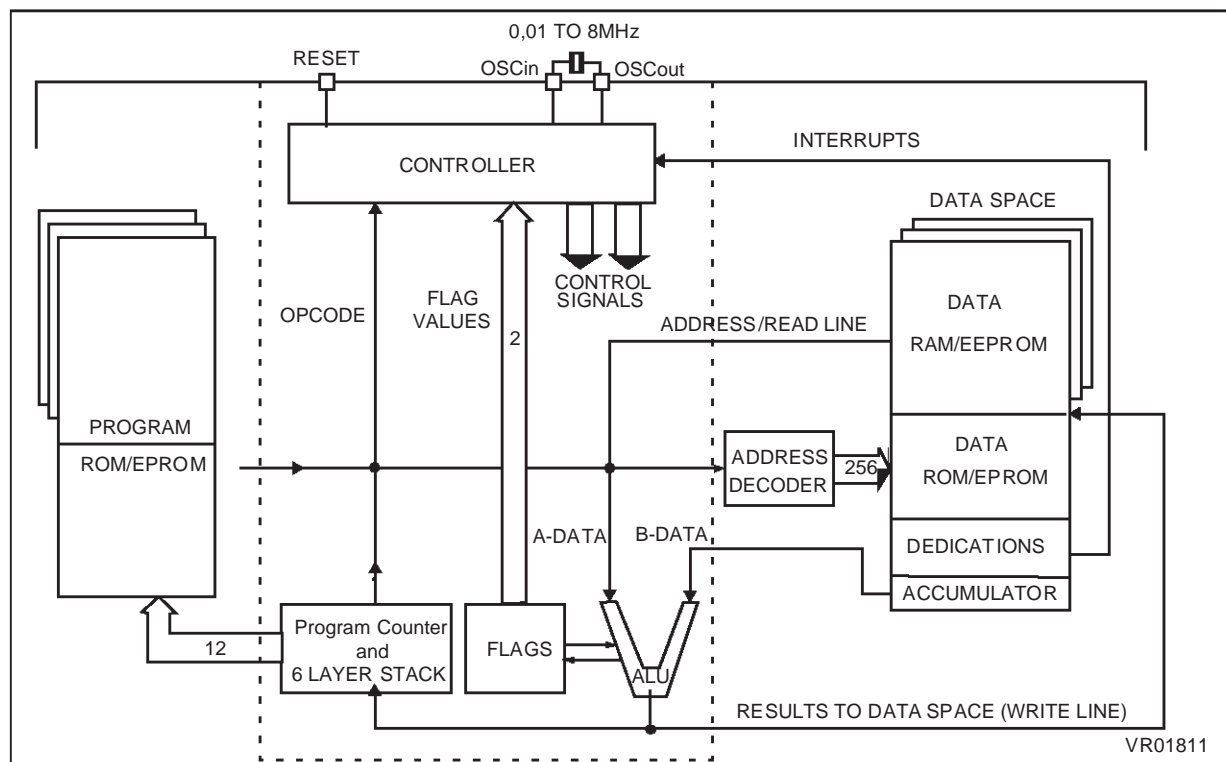 0,01 TO 8MHz
RESET
OSCin
OSCout
INTERRUPTS
CONTROLLER
DATA SPACE
CONTROL
SIGNALS
FLAG
VALUES
OPCODE
2
ADDRESS/READ LINE
DATA
RAM/EEPROM
PROGRAM
ROM/EPROM
ADDRESS
DECODER
256
DATA
ROM/EPROM
A-DATA
B-DATA
DEDICATIONS
ACCUMULATOR
12
Program Counter
and
6 LAYER STACK
FLAGS
ALU
RESULTS TO DATA SPACE (WRITE LINE)
VR01811